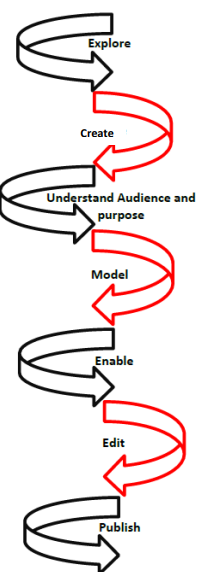 Explore
Create
Understand Audience and
purpose
Model
Enable
Edit
Publish